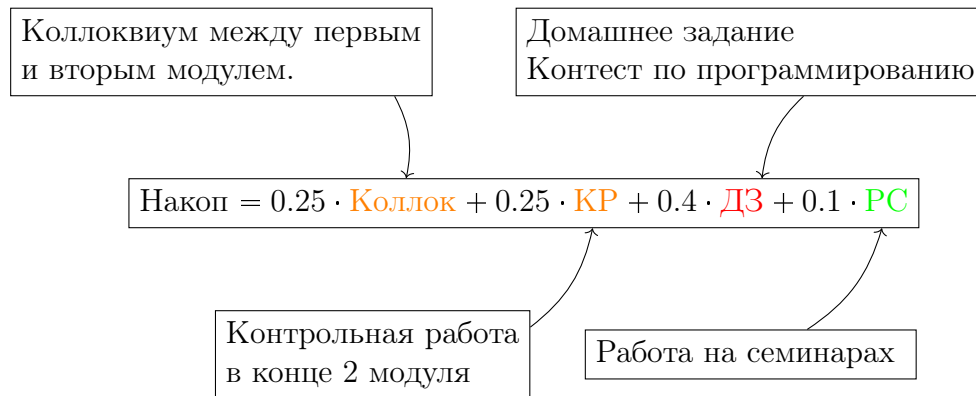 Коллоквиум между первым
и вторым модулем.
Домашнее задание
Контест по программированию
Накоп = 0.25 · Коллок + 0.25 · КР + 0.4 · ДЗ + 0.1 · РС
Контрольная работа
в конце 2 модуля
Работа на семинарах